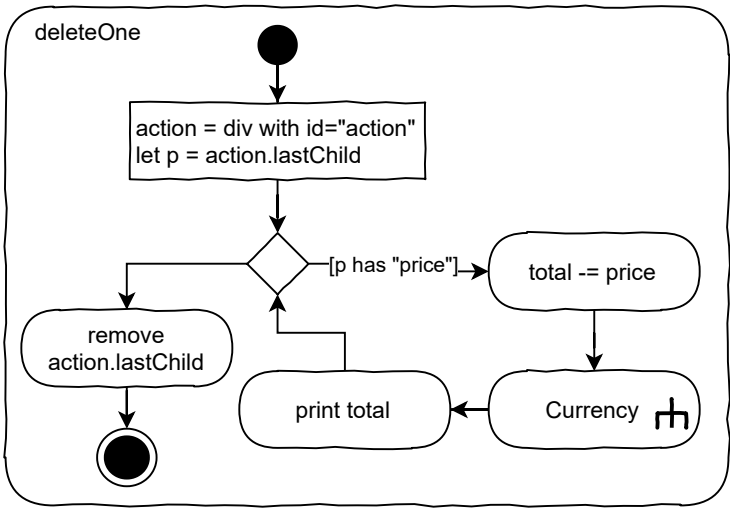 deleteOne
action = div with id="action"
let p = action.lastChild
[p has "price"]
total -= price
remove
action.lastChild
print total
Currency